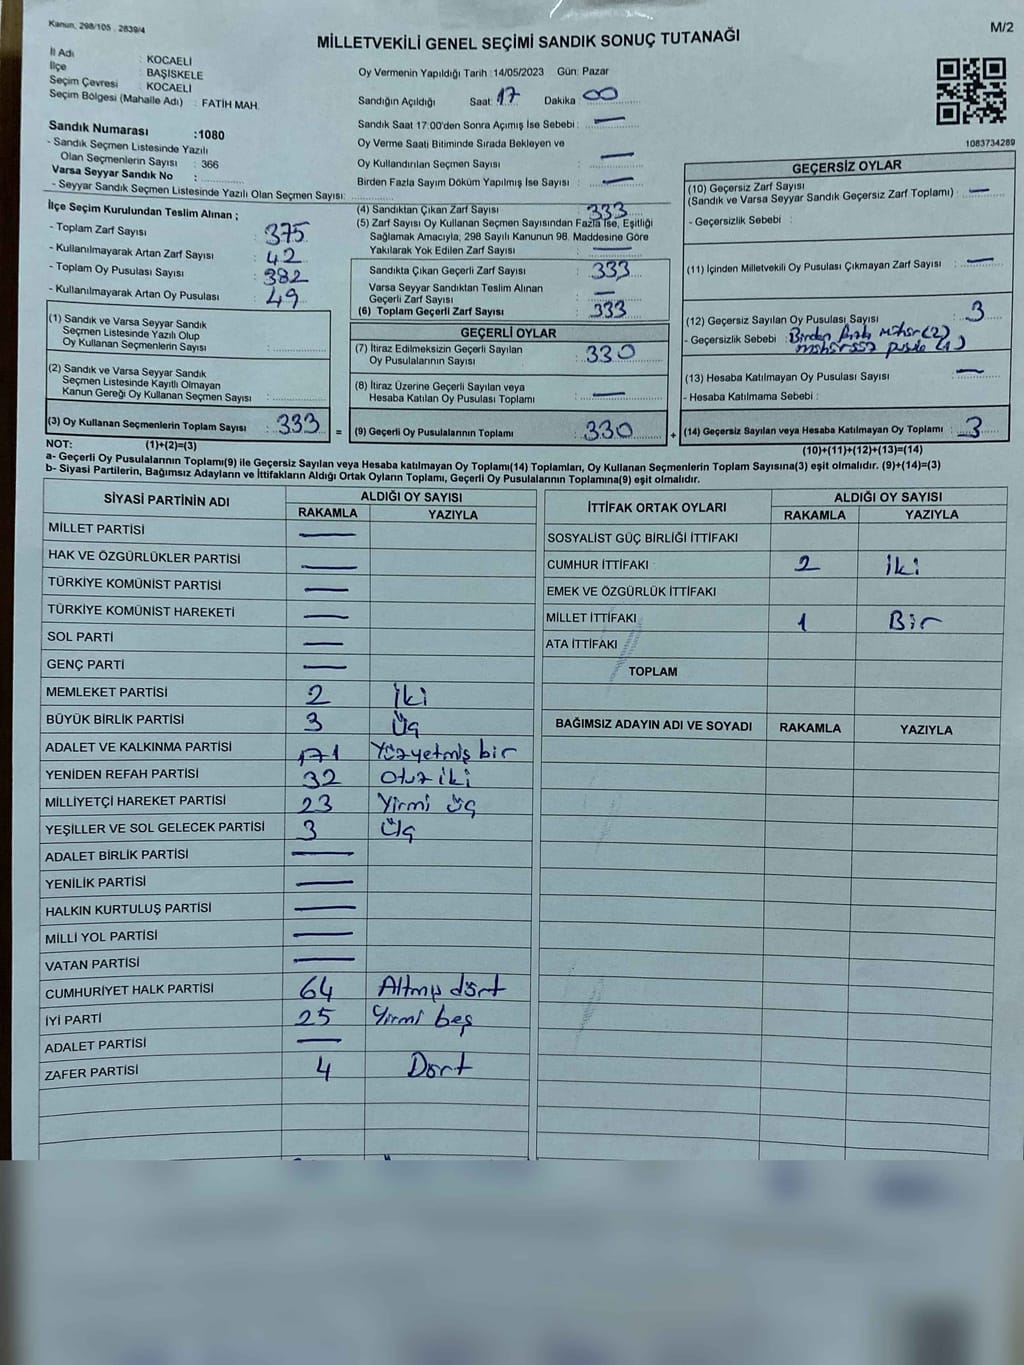 Kanun, 298/105 , 2839/4
M/2
MİLLETVEKİLİ GENEL SEÇİMİ SANDIK SONUÇ TUTANAĞI
İl Adı : KOCAELİ
İlçe : BAŞİSKELE
Seçim Çevresi : KOCAELİ
Seçim Bölgesi (Mahalle Adı) : FATİH MAH.
Sandık Numarası :1080
- Sandık Seçmen Listesinde Yazılı
Olan Seçmenlerin Sayısı : 366
Varsa Seyyar Sandık No :
- Seyyar Sandık Seçmen Listesinde Yazılı Olan Seçmen Sayısı:
Oy Vermenin Yapıldığı Tarih : 14/05/2023 Gün: Pazar
Sandığın Açıldığı Saat: 17 Dakika : 00
Sandık Saat 17:00'den Sonra Açımış İse Sebebi : —
Oy Verme Saati Bitiminde Sırada Bekleyen ve
Oy Kullandırılan Seçmen Sayısı : —
Birden Fazla Sayım Döküm Yapılmış İse Sayısı : —
1083734289
İlçe Seçim Kurulundan Teslim Alınan ;
- Toplam Zarf Sayısı : 375
- Kullanılmayarak Artan Zarf Sayısı : 42
- Toplam Oy Pusulası Sayısı : 382
- Kullanılmayarak Artan Oy Pusulası : 49
(1) Sandık ve Varsa Seyyar Sandık
Seçmen Listesinde Yazılı Olup
Oy Kullanan Seçmenlerin Sayısı :
(2) Sandık ve Varsa Seyyar Sandık
Seçmen Listesinde Kayıtlı Olmayan
Kanun Gereği Oy Kullanan Seçmen Sayısı :
(3) Oy Kullanan Seçmenlerin Toplam Sayısı : 333 =
(4) Sandıktan Çıkan Zarf Sayısı : 333
(5) Zarf Sayısı Oy Kullanan Seçmen Sayısından Fazla İse, Eşitliği
Sağlamak Amacıyla; 298 Sayılı Kanunun 98. Maddesine Göre
Yakılarak Yok Edilen Zarf Sayısı : —
Sandıkta Çıkan Geçerli Zarf Sayısı : 333
Varsa Seyyar Sandıktan Teslim Alınan
Geçerli Zarf Sayısı : —
(6) Toplam Geçerli Zarf Sayısı : 333
GEÇERLİ OYLAR
(7) İtiraz Edilmeksizin Geçerli Sayılan
Oy Pusulalarının Sayısı : 330
(8) İtiraz Üzerine Geçerli Sayılan veya
Hesaba Katılan Oy Pusulaları Toplamı : —
(9) Geçerli Oy Pusulalarının Toplamı : 330 +
GEÇERSİZ OYLAR
(10) Geçersiz Zarf Sayısı
(Sandık ve Varsa Seyyar Sandık Geçersiz Zarf Toplamı) : —
- Geçersizlik Sebebi :
(11) İçinden Milletvekili Oy Pusulası Çıkmayan Zarf Sayısı : —
(12) Geçersiz Sayılan Oy Pusulası Sayısı : 3
- Geçersizlik Sebebi : Birden fazla mühür (2)
mühürsüz pusula (1)
(13) Hesaba Katılmayan Oy Pusulası Sayısı : —
- Hesaba Katılmama Sebebi :
(14) Geçersiz Sayılan veya Hesaba Katılmayan Oy Toplamı : 3
NOT: (1)+(2)=(3)
(10)+(11)+(12)+(13)=(14)
a- Geçerli Oy Pusulalarının Toplamı(9) ile Geçersiz Sayılan veya Hesaba katılmayan Oy Toplamı(14) Toplamları, Oy Kullanan Seçmenlerin Toplam Sayısına(3) eşit olmalıdır. (9)+(14)=(3)
b- Siyasi Partilerin, Bağımsız Adayların ve İttifakların Aldığı Ortak Oyların Toplamı, Geçerli Oy Pusulalarının Toplamına(9) eşit olmalıdır.
SİYASİ PARTİNİN ADI ALDIĞI OY SAYISI
RAKAMLA YAZIYLA
MİLLET PARTİSİ —
HAK VE ÖZGÜRLÜKLER PARTİSİ —
TÜRKİYE KOMÜNİST PARTİSİ —
TÜRKİYE KOMÜNİST HAREKETİ —
SOL PARTİ —
GENÇ PARTİ —
MEMLEKET PARTİSİ 2 İki
BÜYÜK BİRLİK PARTİSİ 3 Üç
ADALET VE KALKINMA PARTİSİ 171 Yüzyetmiş bir
YENİDEN REFAH PARTİSİ 32 Otuz iki
MİLLİYETÇİ HAREKET PARTİSİ 23 Yirmi üç
YEŞİLLER VE SOL GELECEK PARTİSİ 3 Üç
ADALET BİRLİK PARTİSİ —
YENİLİK PARTİSİ —
HALKIN KURTULUŞ PARTİSİ —
MİLLİ YOL PARTİSİ —
VATAN PARTİSİ —
CUMHURİYET HALK PARTİSİ 64 Altmış dört
İYİ PARTİ 25 Yirmi beş
ADALET PARTİSİ —
ZAFER PARTİSİ 4 Dört
İTTİFAK ORTAK OYLARI ALDIĞI OY SAYISI
RAKAMLA YAZIYLA
SOSYALİST GÜÇ BİRLİĞİ İTTİFAKI
CUMHUR İTTİFAKI 2 İki
EMEK VE ÖZGÜRLÜK İTTİFAKI
MİLLET İTTİFAKI 1 Bir
ATA İTTİFAKI
TOPLAM
BAĞIMSIZ ADAYIN ADI VE SOYADI RAKAMLA YAZIYLA